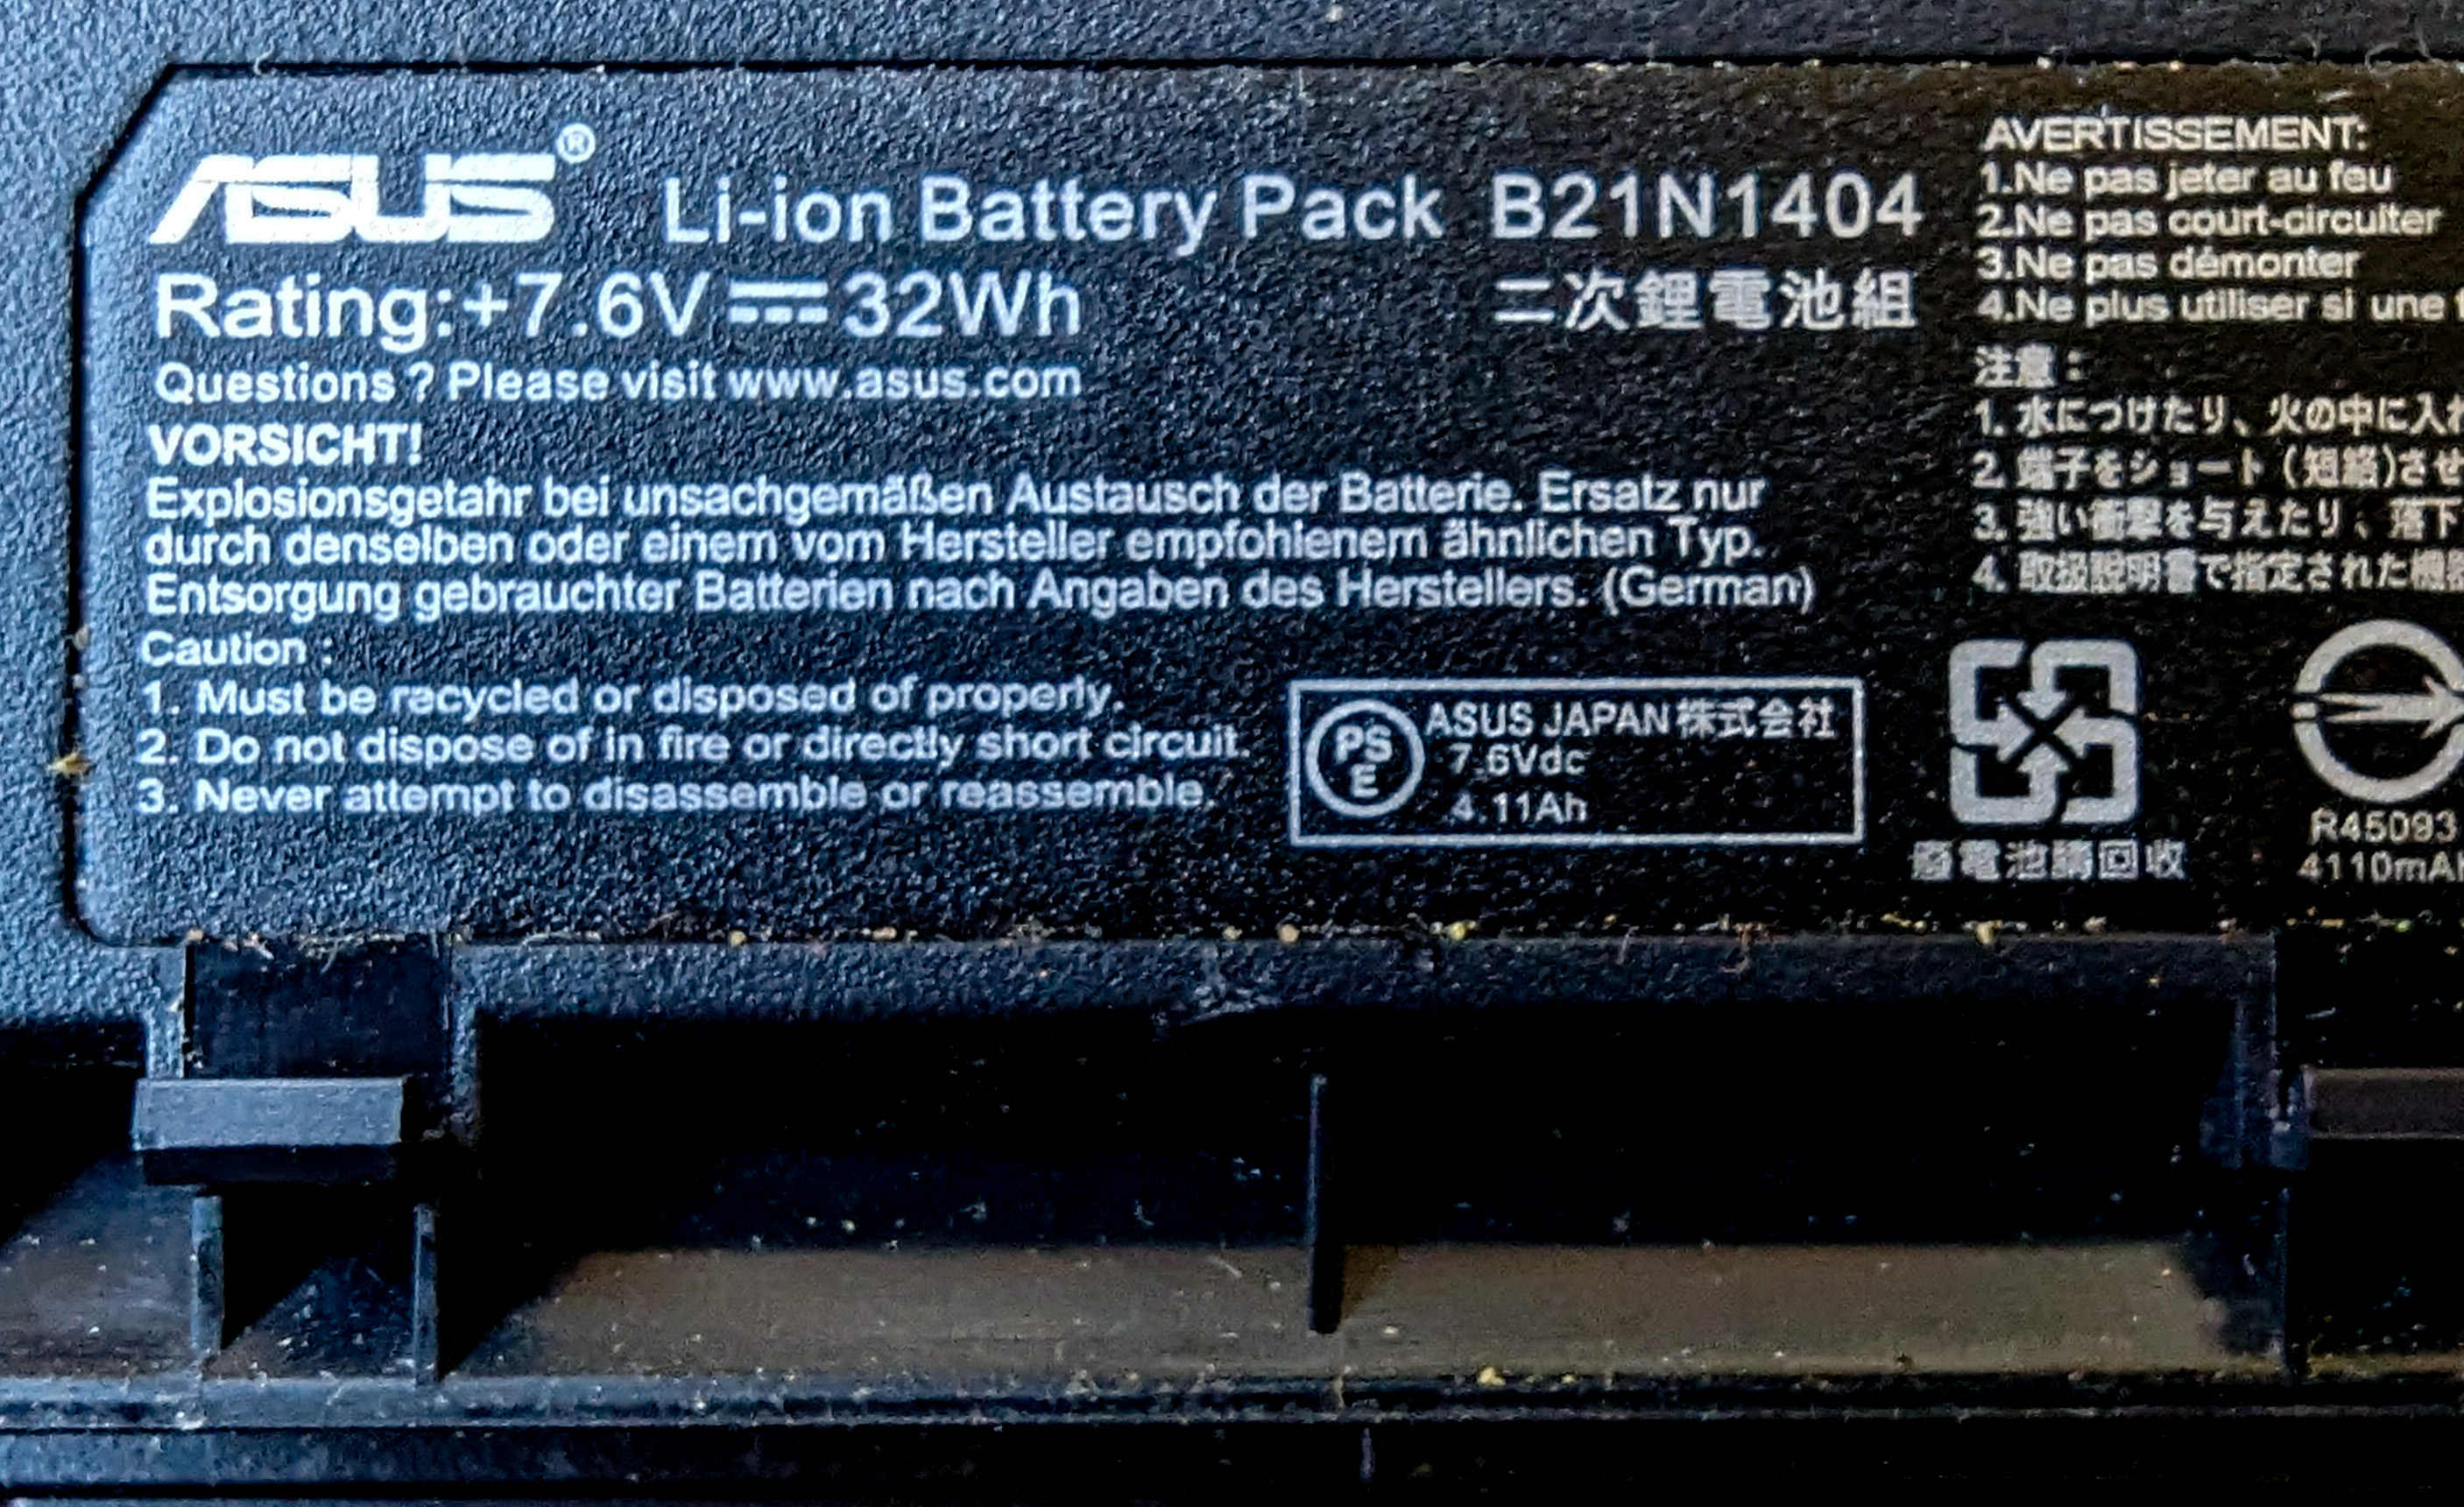 ASUS®
Li-ion Battery Pack B21N1404
Rating:+7.6V⎓32Wh
二次鋰電池組
Questions ? Please visit www.asus.com
VORSICHT!
Explosionsgetahr bei unsachgemäßen Austausch der Batterie. Ersatz nur
durch denselben oder einem vom Hersteller empfohlenem ähnlichen Typ.
Entsorgung gebrauchter Batterien nach Angaben des Herstellers. (German)
Caution :
1. Must be recycled or disposed of properly.
2. Do not dispose of in fire or directly short circuit.
3. Never attempt to disassemble or reassemble.
PS
E
ASUS JAPAN 株式会社
7.6Vdc
4.11Ah
AVERTISSEMENT:
1.Ne pas jeter au feu
2.Ne pas court-circuiter
3.Ne pas démonter
4.Ne plus utiliser si une
注意 :
1. 水につけたり、火の中に入れ
2. 端子をショート (短絡)させ
3. 強い衝撃を与えたり、落下
4. 取扱説明書で指定された機器
廢電池請回收
R45093
4110mAh